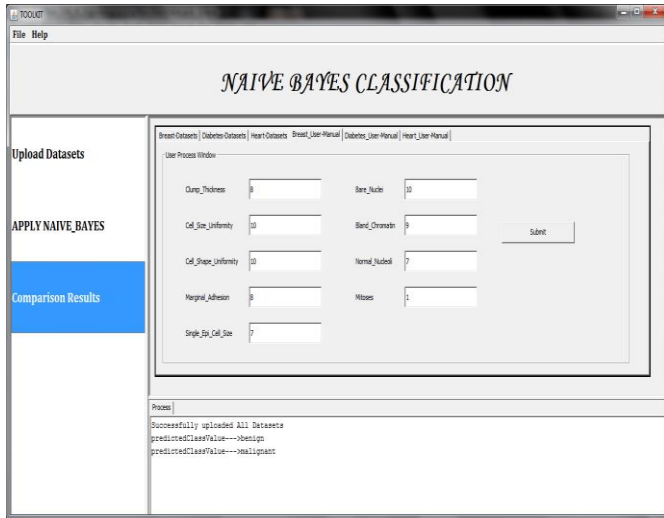 TOOLKIT
File Help
NAIVE BAYES CLASSIFICATION
Upload Datasets
APPLY NAIVE_BAYES
Comparison Results
Breast-Datasets Diabetes-Datasets Heart-Datasets Breast_User-Manual Diabetes_User-Manual Heart_User-Manual
User Process Window
Clump_Thickness 8 Bare_Nuclei 10
Cell_Size_Uniformity 10 Bland_Chromatin 9 Submit
Cell_Shape_Uniformity 10 Normal_Nucleoli 7
Marginal_Adhesion 8 Mitoses 1
Single_Epi_Cell_Size 7
Process
Successfully uploaded All Datasets
predictedClassValue--->benign
predictedClassValue--->malignant